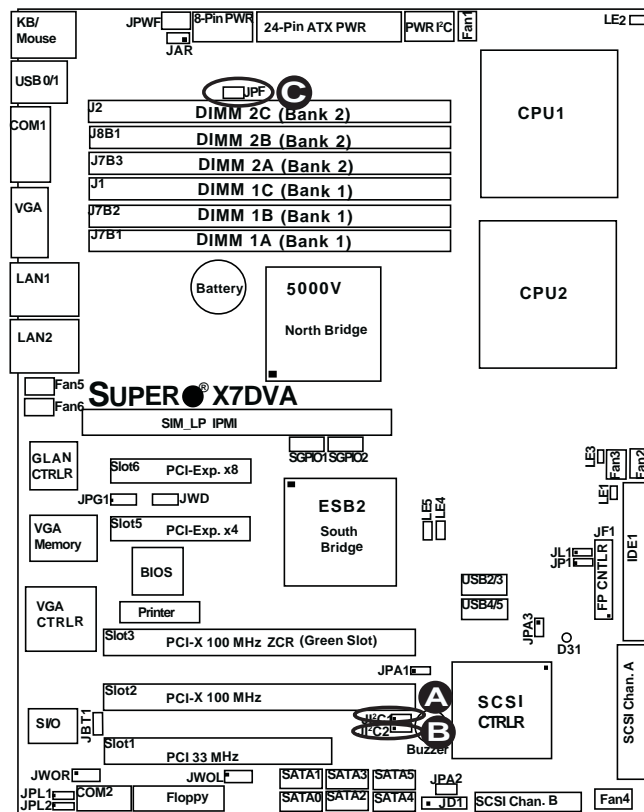 KB/
Mouse
JPWF
JAR
8-Pin PWR
24-Pin ATX PWR
PWR I²C
Fan1
LE2
USB 0/1
JPF
C
COM1
J2 DIMM 2C (Bank 2)
J8B1 DIMM 2B (Bank 2)
J7B3 DIMM 2A (Bank 2)
J1 DIMM 1C (Bank 1)
J7B2 DIMM 1B (Bank 1)
J7B1 DIMM 1A (Bank 1)
CPU1
VGA
LAN1
Battery
5000V
North Bridge
CPU2
LAN2
Fan5
Fan6
SUPER ® X7DVA
SIM_LP IPMI
SGPIO1 SGPIO2
GLAN
CTRLR
Slot6 PCI-Exp. x8
JPG1
JWD
Slot5 PCI-Exp. x4
ESB2
South
Bridge
LE5
LE4
LE3
Fan3
Fan2
LE1
JF1
FP CNTLR
IDE1
JL1
JP1
VGA
Memory
BIOS
USB2/3
USB4/5
Printer
JPA3
D31
VGA
CTRLR
Slot3
PCI-X 100 MHz ZCR (Green Slot)
JPA1
SCSI Chan. A
Slot2
PCI-X 100 MHz
A
JI²C1
JI²C2
B
Buzzer
SCSI
CTRLR
S I/O
JBT1
Slot1
PCI 33 MHz
JWOR
JWOL
SATA1 SATA3 SATA5
JPA2
JPL1
JPL2
COM2
Floppy
SATA0 SATA2 SATA4
JD1
SCSI Chan. B
Fan4